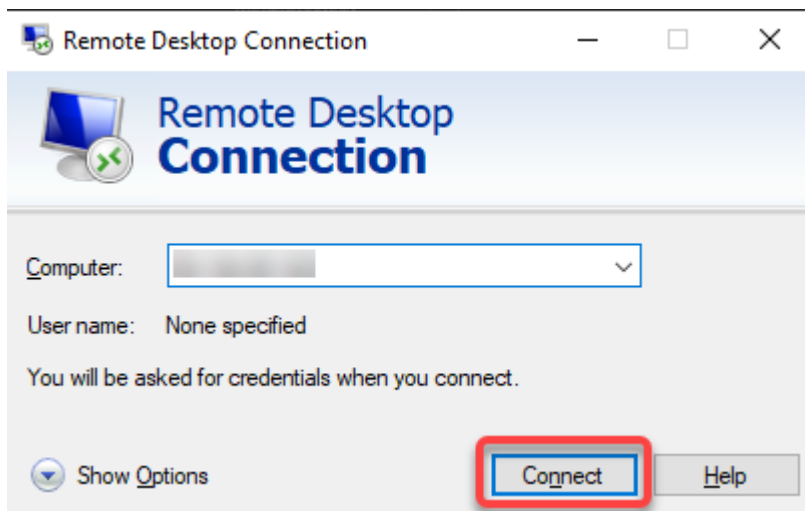 Remote Desktop Connection
Remote Desktop
Connection
Computer:
User name: None specified
You will be asked for credentials when you connect.
Show Options Connect Help